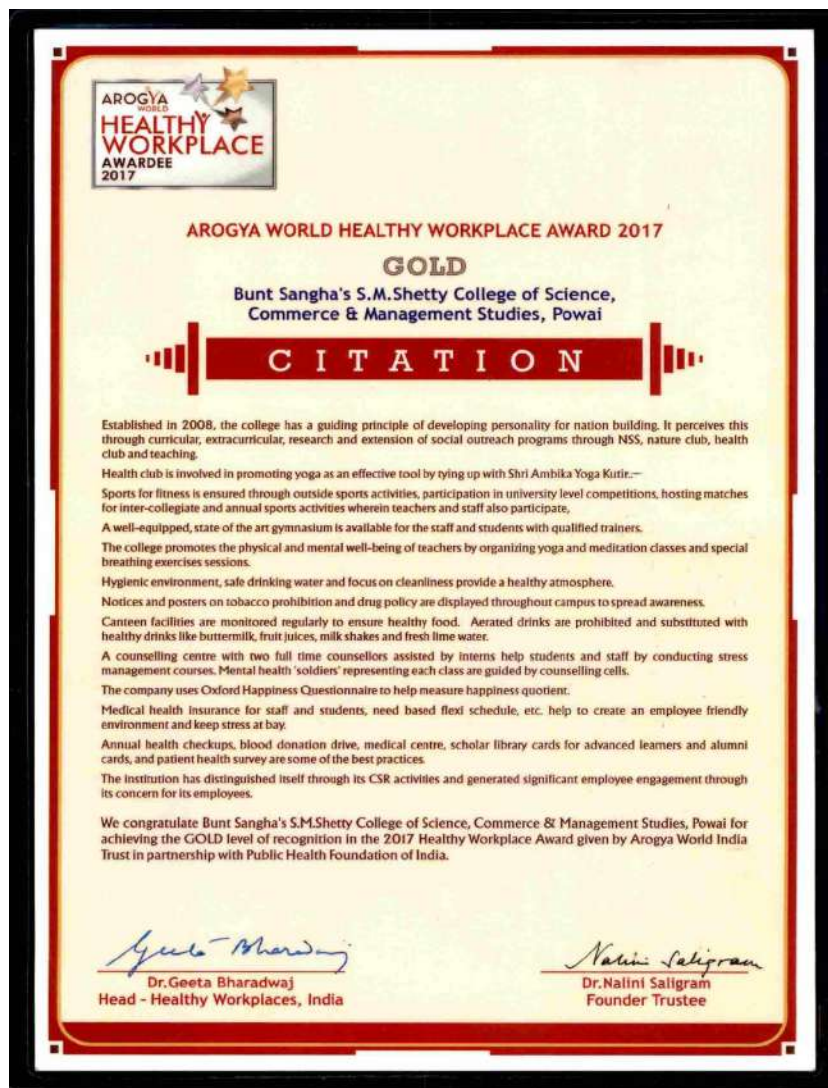 AROGYA
WORLD
HEALTHY
WORKPLACE
AWARDEE
2017
AROGYA WORLD HEALTHY WORKPLACE AWARD 2017
GOLD
Bunt Sangha's S.M.Shetty College of Science,
Commerce & Management Studies, Powai
CITATION
Established in 2008, the college has a guiding principle of developing personality for nation building. It perceives this
through curricular, extracurricular, research and extension of social outreach programs through NSS, nature club, health
club and teaching.
Health club is involved in promoting yoga as an effective tool by tying up with Shri Ambika Yoga Kutir.
Sports for fitness is ensured through outside sports activities, participation in university level competitions, hosting matches
for inter-collegiate and annual sports activities wherein teachers and staff also participate,
A well-equipped, state of the art gymnasium is available for the staff and students with qualified trainers.
The college promotes the physical and mental well-being of teachers by organizing yoga and meditation classes and special
breathing exercises sessions.
Hygienic environment, safe drinking water and focus on cleanliness provide a healthy atmosphere.
Notices and posters on tobacco prohibition and drug policy are displayed throughout campus to spread awareness.
Canteen facilities are monitored regularly to ensure healthy food. Aerated drinks are prohibited and substituted with
healthy drinks like buttermilk, fruit juices, milk shakes and fresh lime water.
A counselling centre with two full time counsellors assisted by interns help students and staff by conducting stress
management courses. Mental health 'soldiers' representing each class are guided by counselling cells.
The company uses Oxford Happiness Questionnaire to help measure happiness quotient.
Medical health insurance for staff and students, need based flexi schedule, etc. help to create an employee friendly
environment and keep stress at bay.
Annual health checkups, blood donation drive, medical centre, scholar library cards for advanced learners and alumni
cards, and patient health survey are some of the best practices.
The institution has distinguished itself through its CSR activities and generated significant employee engagement through
its concern for its employees.
We congratulate Bunt Sangha's S.M.Shetty College of Science, Commerce & Management Studies, Powai for
achieving the GOLD level of recognition in the 2017 Healthy Workplace Award given by Arogya World India
Trust in partnership with Public Health Foundation of India.
Geeta Bharadwaj
Nalini Saligram
Dr.Geeta Bharadwaj
Dr.Nalini Saligram
Head - Healthy Workplaces, India
Founder Trustee